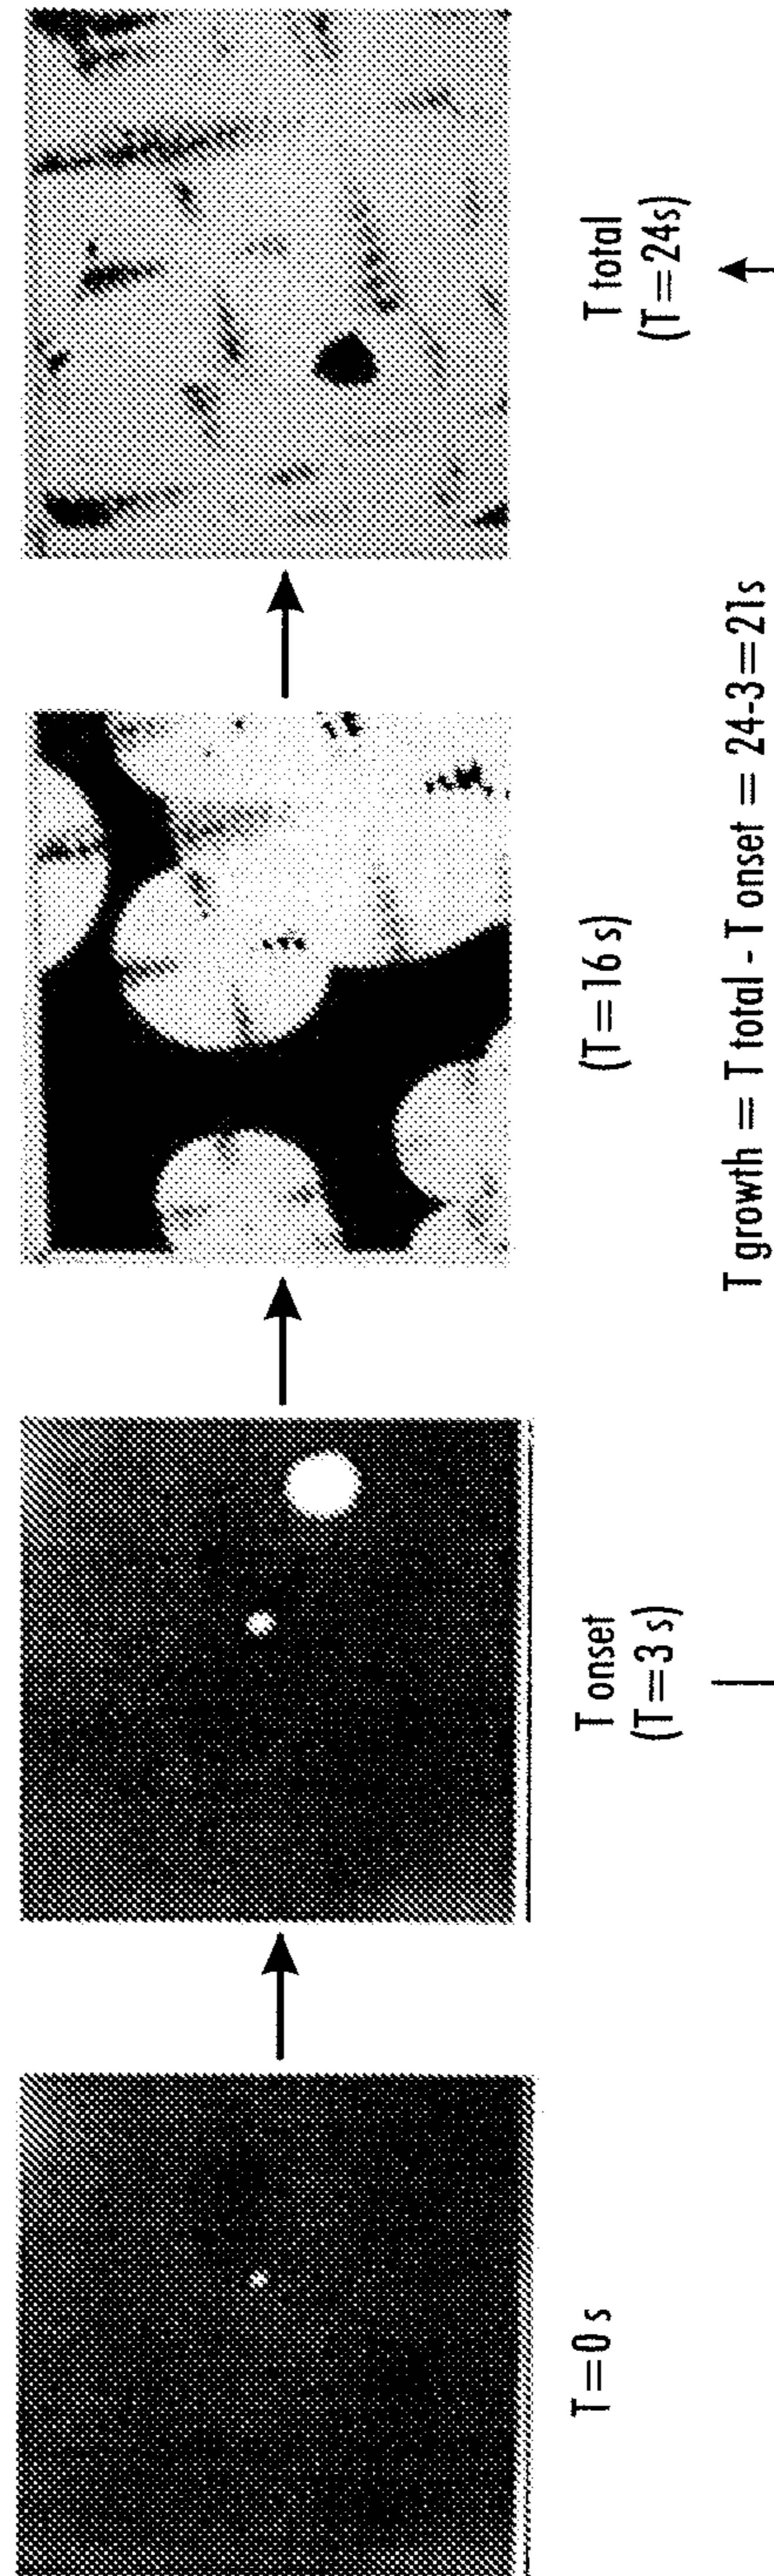 T=0 s
T onset
(T=3 s)
(T=16 s)
T total
(T=24s)
T growth = T total - T onset = 24-3=21s